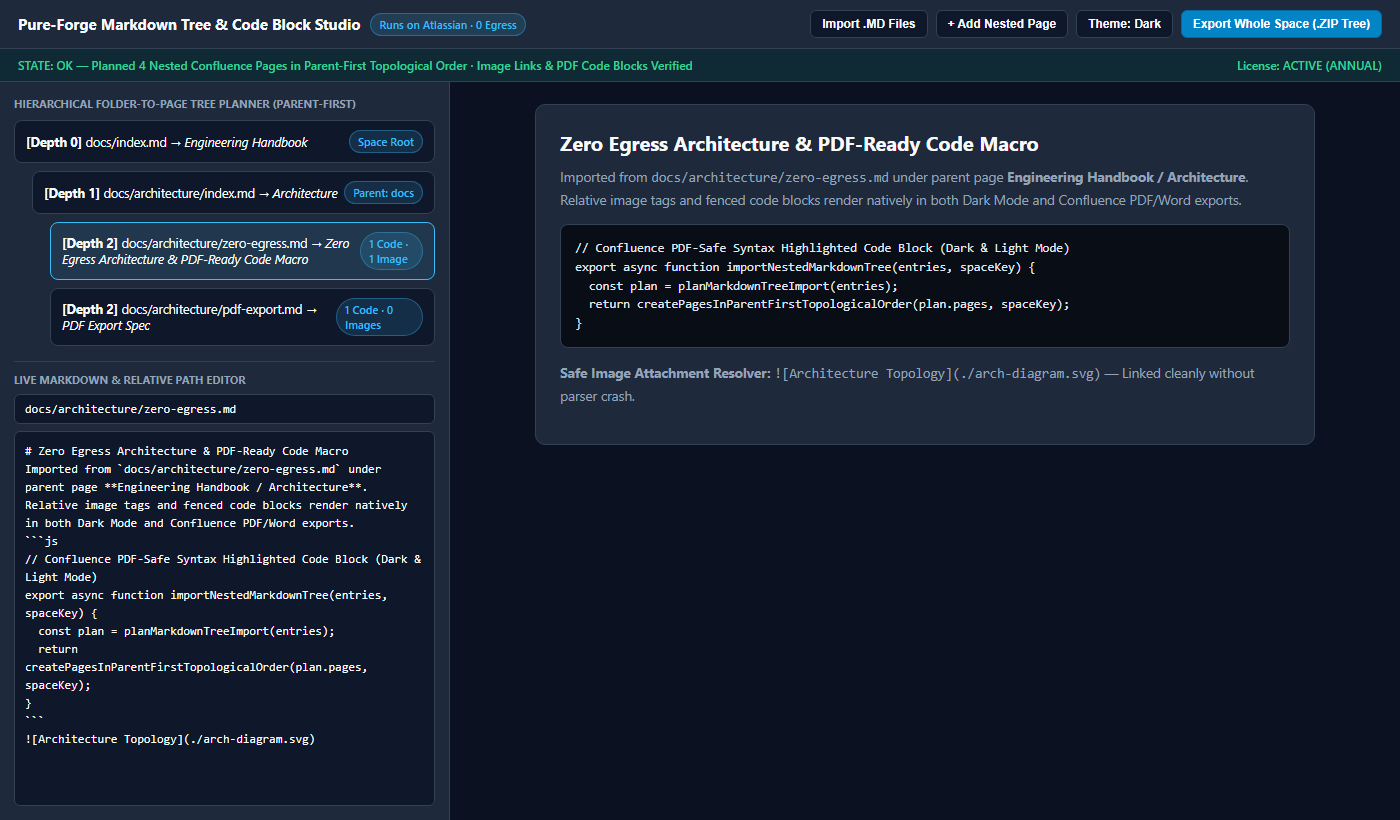 Pure-Forge Markdown Tree & Code Block Studio
Runs on Atlassian · 0 Egress
Import .MD Files
+ Add Nested Page
Theme: Dark
Export Whole Space (.ZIP Tree)
STATE: OK — Planned 4 Nested Confluence Pages in Parent-First Topological Order · Image Links & PDF Code Blocks Verified
License: ACTIVE (ANNUAL)
HIERARCHICAL FOLDER-TO-PAGE TREE PLANNER (PARENT-FIRST)
[Depth 0] docs/index.md → Engineering Handbook
Space Root
[Depth 1] docs/architecture/index.md → Architecture
Parent: docs
[Depth 2] docs/architecture/zero-egress.md → Zero
Egress Architecture & PDF-Ready Code Macro
1 Code ·
1 Image
[Depth 2] docs/architecture/pdf-export.md →
PDF Export Spec
1 Code · 0
Images
LIVE MARKDOWN & RELATIVE PATH EDITOR
docs/architecture/zero-egress.md
# Zero Egress Architecture & PDF-Ready Code Macro
Imported from `docs/architecture/zero-egress.md` under
parent page **Engineering Handbook / Architecture**.
Relative image tags and fenced code blocks render natively
in both Dark Mode and Confluence PDF/Word exports.
```js
// Confluence PDF-Safe Syntax Highlighted Code Block (Dark &
Light Mode)
export async function importNestedMarkdownTree(entries,
spaceKey) {
  const plan = planMarkdownTreeImport(entries);
  return
createPagesInParentFirstTopologicalOrder(plan.pages,
spaceKey);
}
```
![Architecture Topology](./arch-diagram.svg)
Zero Egress Architecture & PDF-Ready Code Macro
Imported from docs/architecture/zero-egress.md under parent page Engineering Handbook / Architecture.
Relative image tags and fenced code blocks render natively in both Dark Mode and Confluence PDF/Word exports.
// Confluence PDF-Safe Syntax Highlighted Code Block (Dark & Light Mode)
export async function importNestedMarkdownTree(entries, spaceKey) {
  const plan = planMarkdownTreeImport(entries);
  return createPagesInParentFirstTopologicalOrder(plan.pages, spaceKey);
}
Safe Image Attachment Resolver: ![Architecture Topology](./arch-diagram.svg) — Linked cleanly without
parser crash.